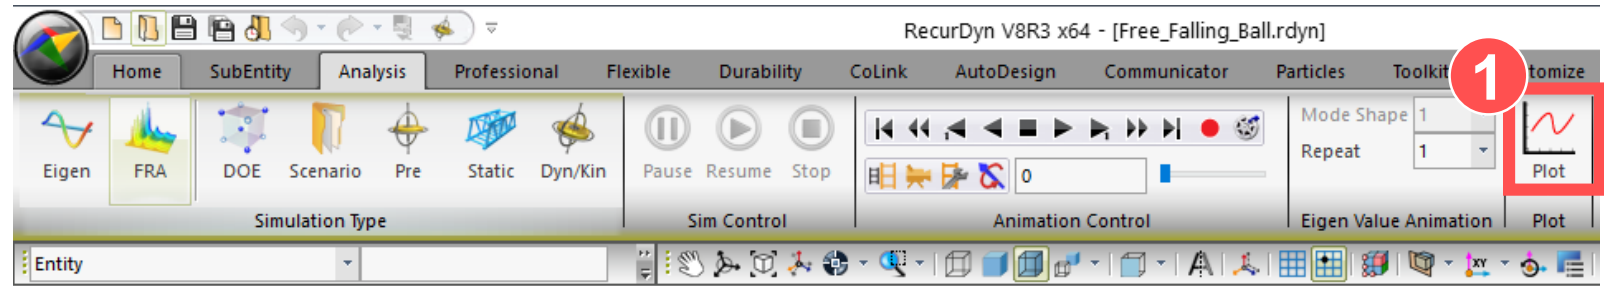 RecurDyn V8R3 x64 - [Free_Falling_Ball.rdyn]
1
Home SubEntity Analysis Professional Flexible Durability CoLink AutoDesign Communicator Particles Toolkit tomize
Mode Shape 1
Repeat 1
Eigen FRA DOE Scenario Pre Static Dyn/Kin Pause Resume Stop 0 Plot
Simulation Type Sim Control Animation Control Eigen Value Animation Plot
Entity